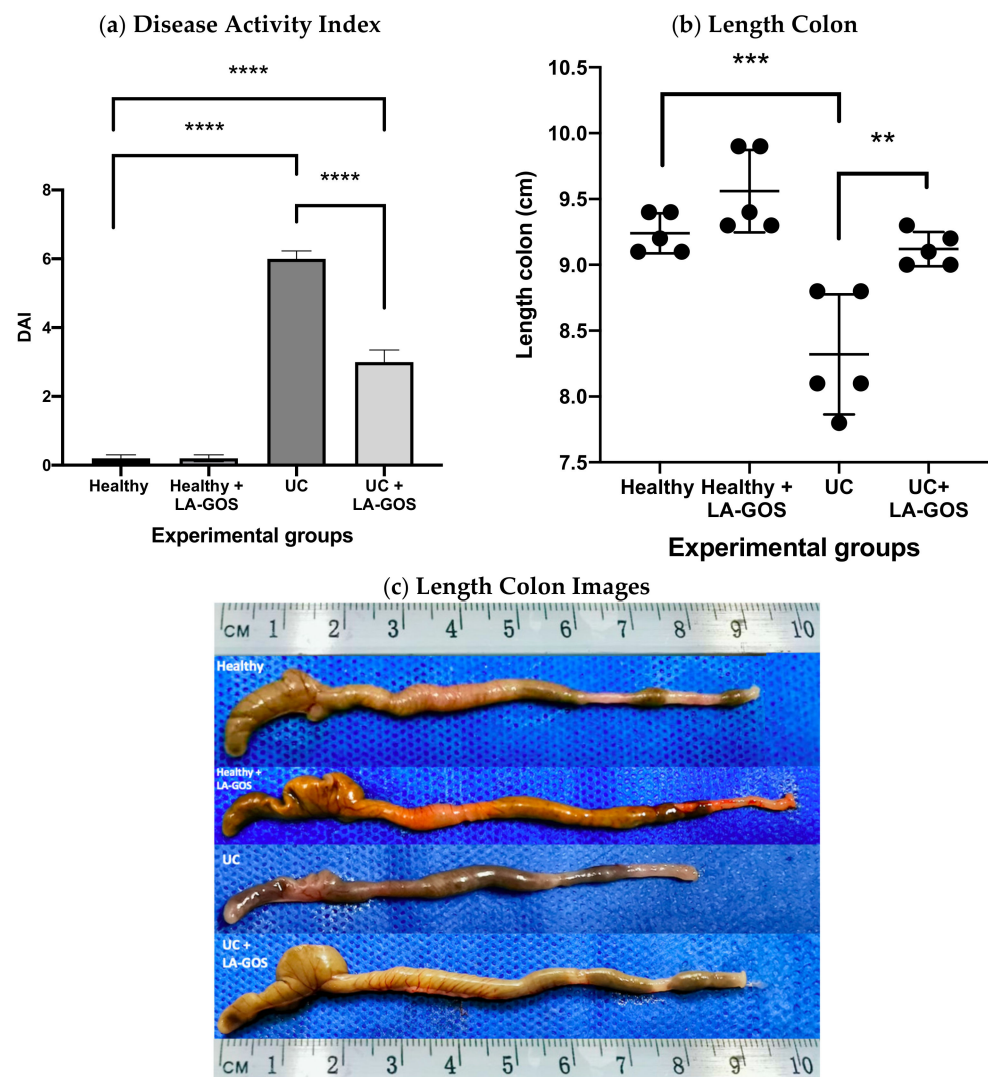 (a) Disease Activity Index
****
****
****
8
6
4
2
0
DAI
Healthy
Healthy +
LA-GOS
UC
UC +
LA-GOS
Experimental groups
(b) Length Colon
***
**
10.5
10.0
9.5
9.0
8.5
8.0
7.5
Length colon (cm)
Healthy
Healthy +
LA-GOS
UC
UC+
LA-GOS
Experimental groups
(c) Length Colon Images
CM 1 2 3 4 5 6 7 8 9 10
Healthy
Healthy +
LA-GOS
UC
UC +
LA-GOS
CM 1 2 3 4 5 6 7 8 9 10